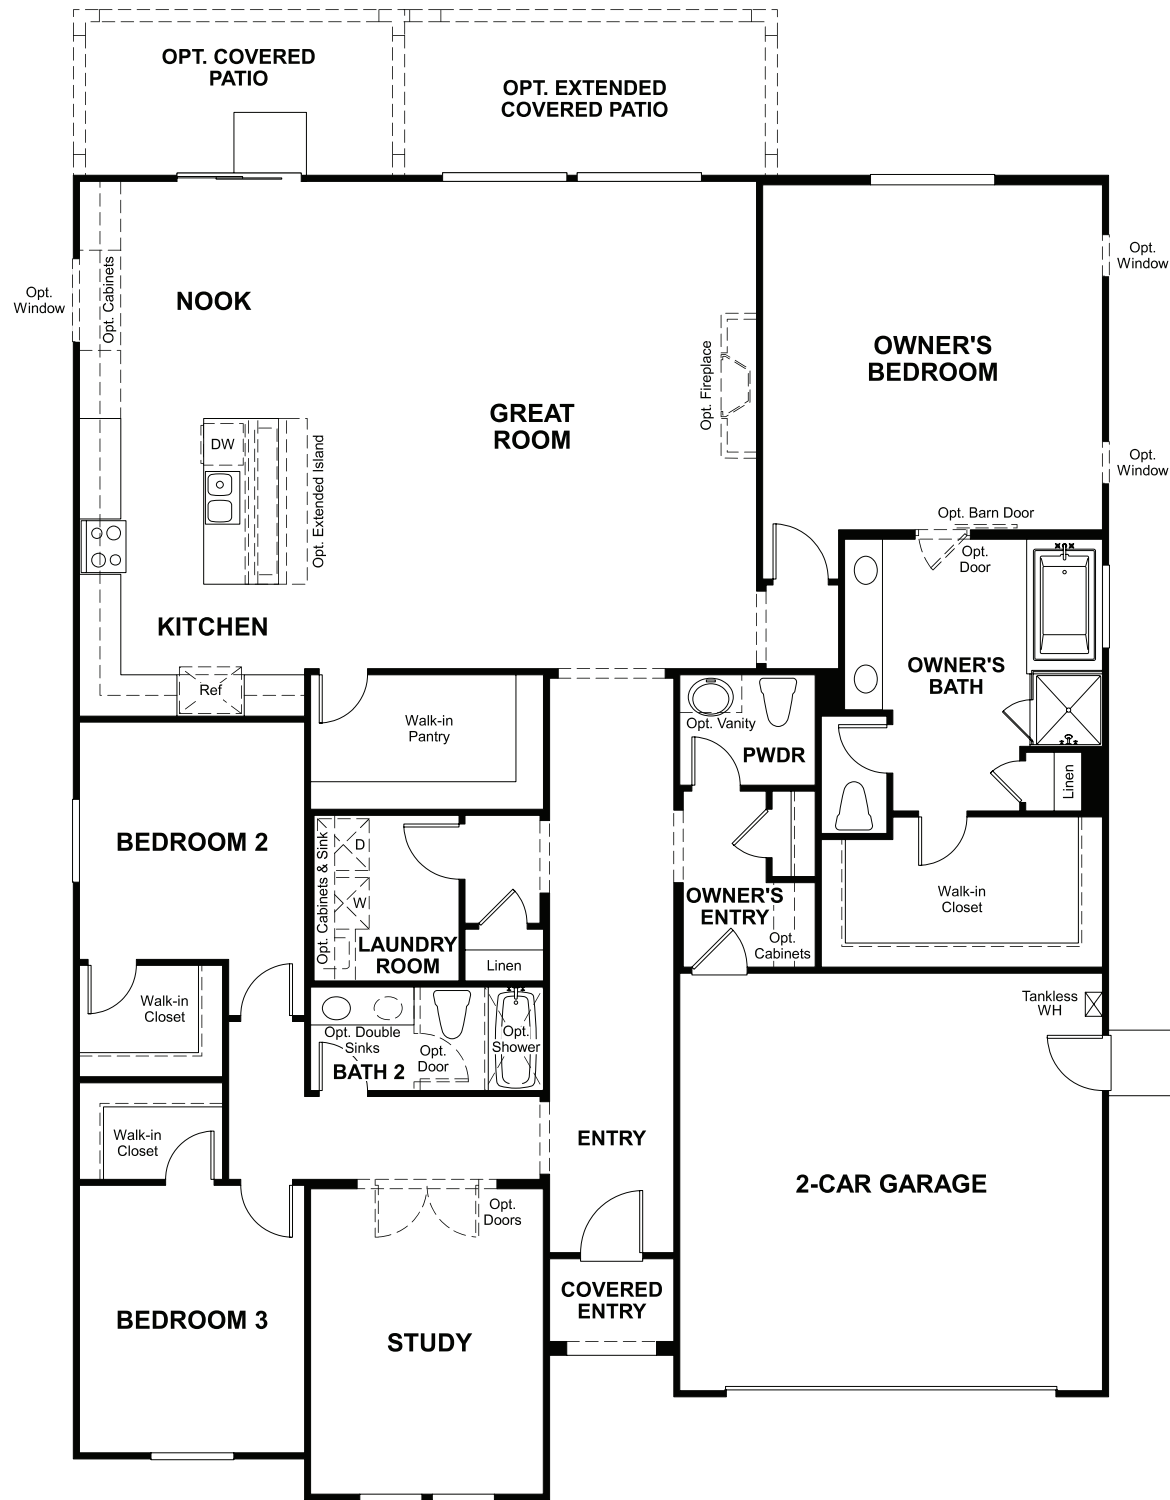 OPT. COVERED
PATIO
OPT. EXTENDED
COVERED PATIO
Opt.
Window
Opt. Cabinets
NOOK
Opt.
Window
OWNER'S
BEDROOM
Opt. Fireplace
GREAT
ROOM
DW
Opt. Extended Island
Opt.
Window
Opt. Barn Door
Opt.
Door
KITCHEN
Ref
OWNER'S
BATH
Walk-in
Pantry
Opt. Vanity
PWDR
Linen
BEDROOM 2
Opt. Cabinets & Sink
D
W
LAUNDRY
ROOM
Linen
OWNER'S
ENTRY
Opt.
Cabinets
Walk-in
Closet
Walk-in
Closet
Tankless
WH
Opt. Double
Sinks
Opt.
Door
Opt.
Shower
BATH 2
Walk-in
Closet
ENTRY
2-CAR GARAGE
Opt.
Doors
COVERED
ENTRY
BEDROOM 3
STUDY